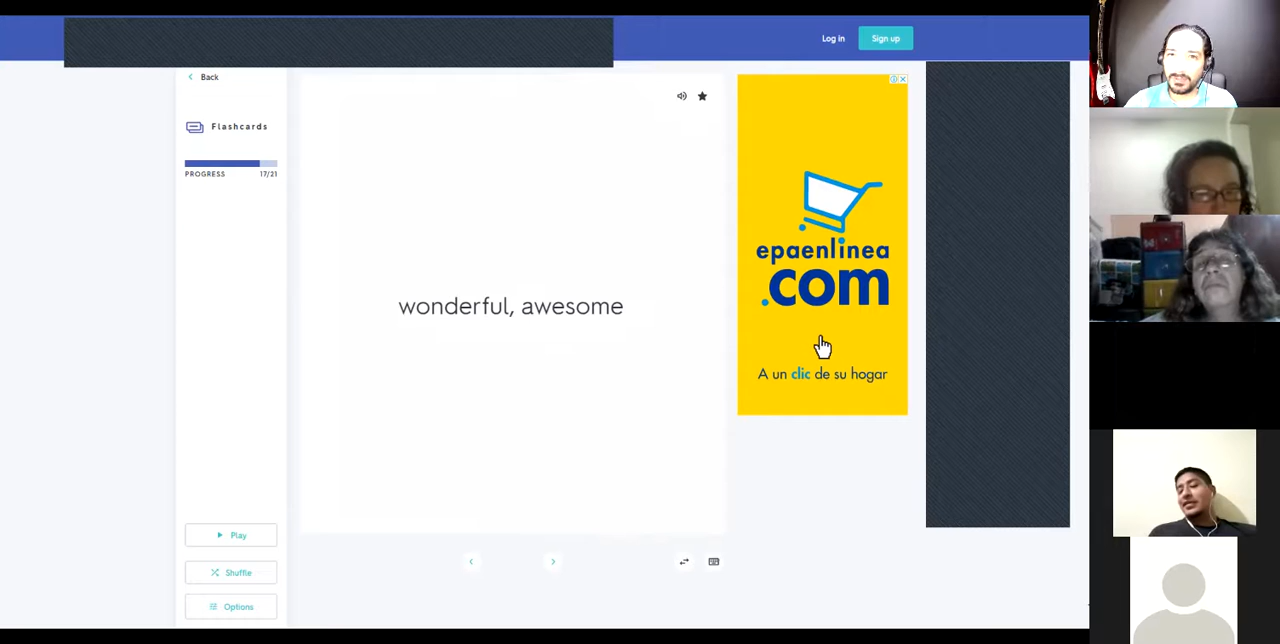 Log in
Sign up
Back
Flashcards
PROGRESS 17/21
wonderful, awesome
epaenlinea
.com
A un clic de su hogar
Play
Shuffle
Options